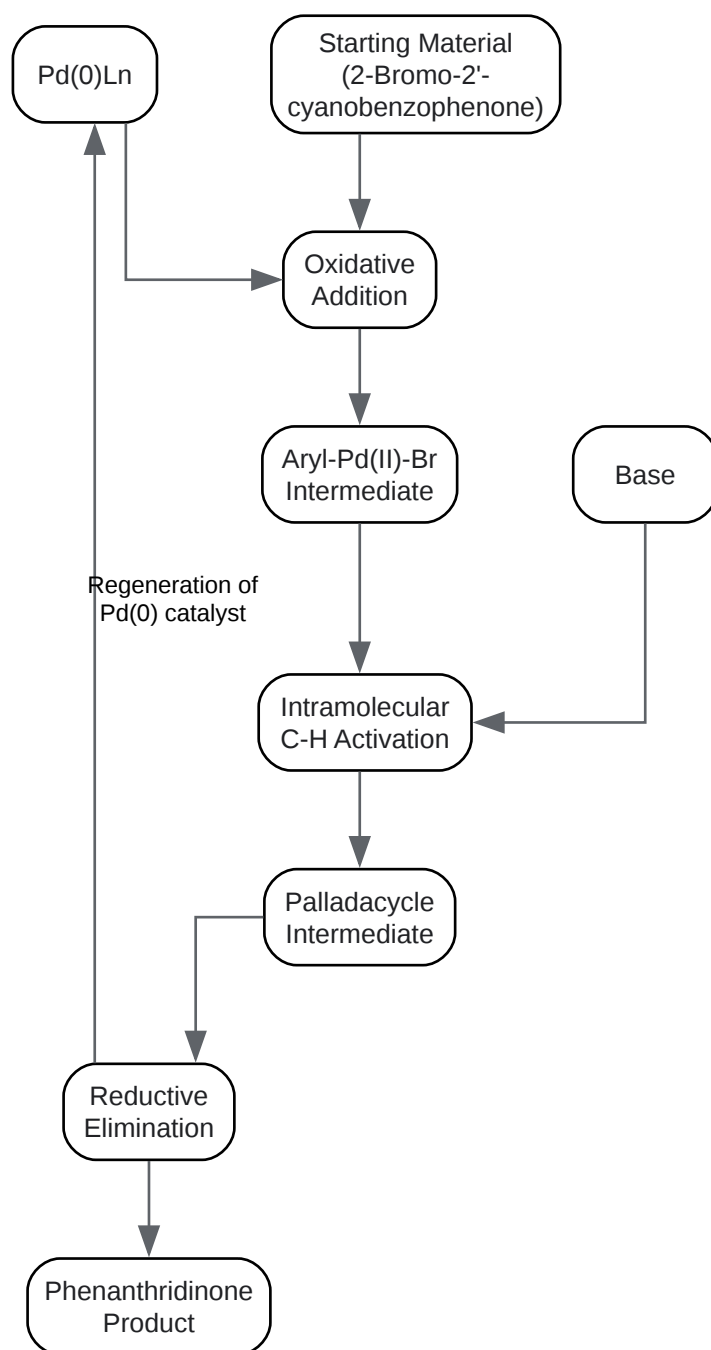 Pd(0)Ln
Starting Material
(2-Bromo-2'-
cyanobenzophenone)
Oxidative
Addition
Aryl-Pd(II)-Br
Intermediate
Base
Regeneration of
Pd(0) catalyst
Intramolecular
C-H Activation
Palladacycle
Intermediate
Reductive
Elimination
Phenanthridinone
Product